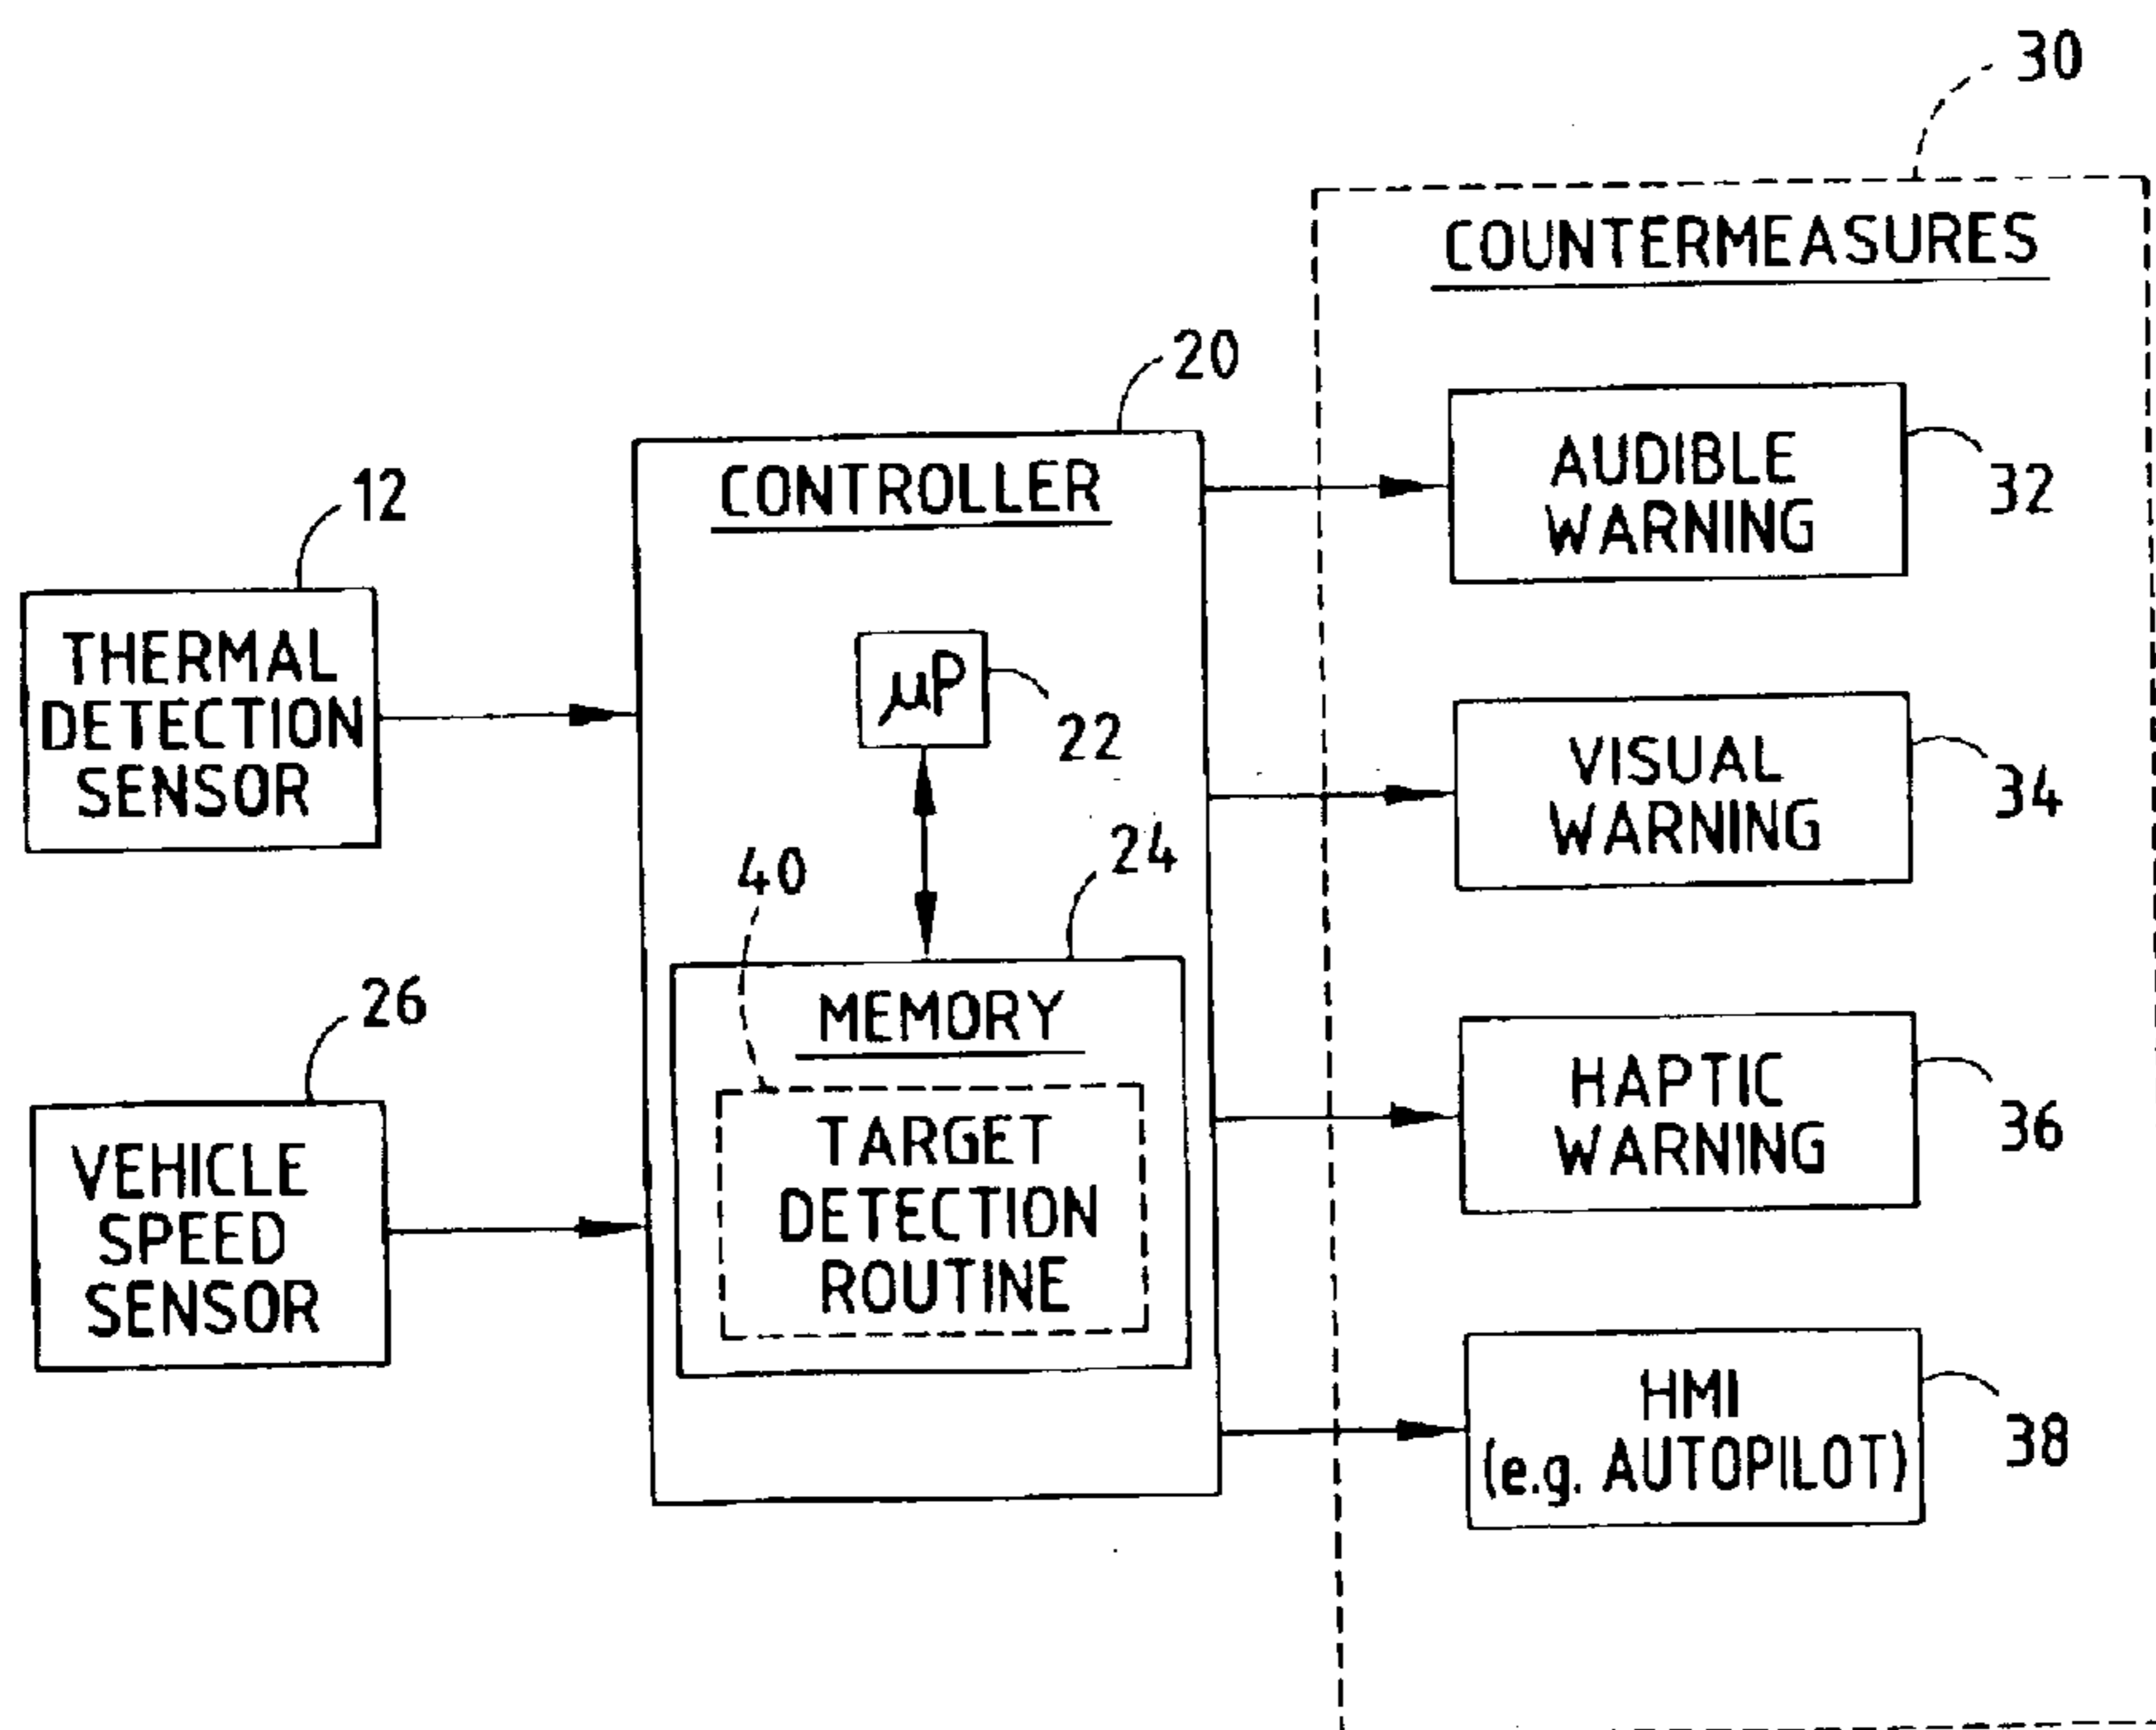 30
COUNTERMEASURES
20
CONTROLLER
12
THERMAL
DETECTION
SENSOR
26
VEHICLE
SPEED
SENSOR
µP
22
40
24
MEMORY
TARGET
DETECTION
ROUTINE
AUDIBLE
WARNING
32
VISUAL
WARNING
34
HAPTIC
WARNING
36
HMI
(e.g. AUTOPILOT)
38